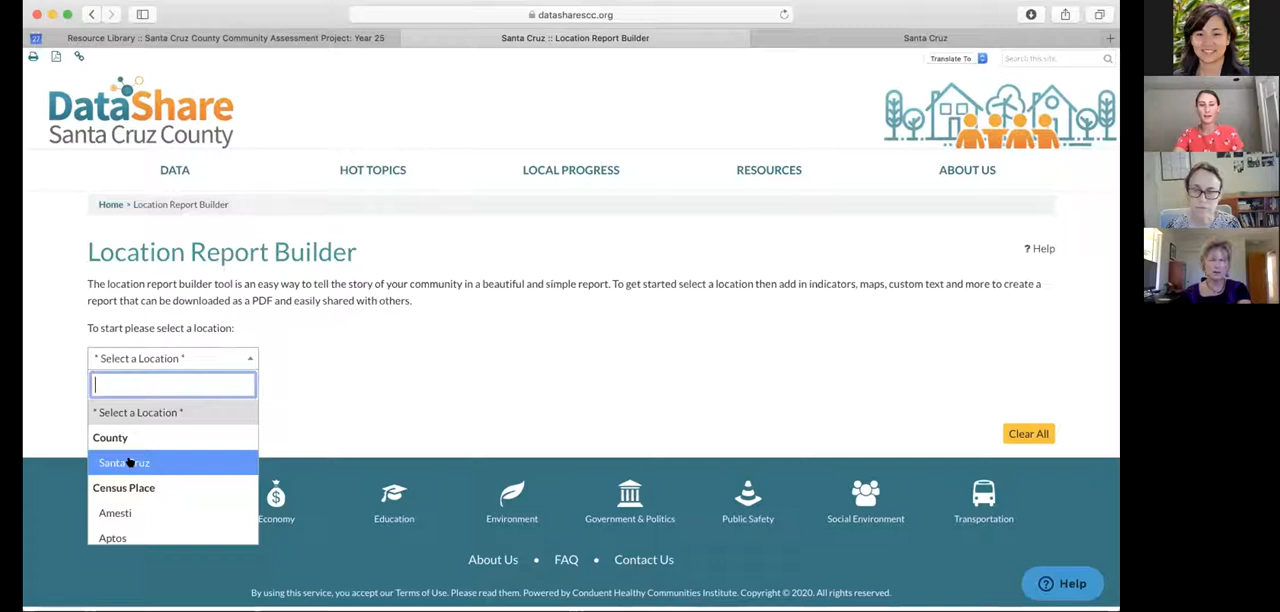 datasharescc.org
27
Resource Library :: Santa Cruz County Community Assessment Project: Year 25
Santa Cruz :: Location Report Builder
Santa Cruz
Translate To
Search this site
DataShare
Santa Cruz County
DATA
HOT TOPICS
LOCAL PROGRESS
RESOURCES
ABOUT US
Home > Location Report Builder
Location Report Builder
? Help
The location report builder tool is an easy way to tell the story of your community in a beautiful and simple report. To get started select a location then add in indicators, maps, custom text and more to create a
report that can be downloaded as a PDF and easily shared with others.
To start please select a location:
* Select a Location *
* Select a Location *
County
Santa Cruz
Census Place
Amesti
Aptos
Clear All
Economy
Education
Environment
Government & Politics
Public Safety
Social Environment
Transportation
About Us • FAQ • Contact Us
? Help
By using this service, you accept our Terms of Use. Please read them. Powered by Conduent Healthy Communities Institute. Copyright © 2020. All rights reserved.